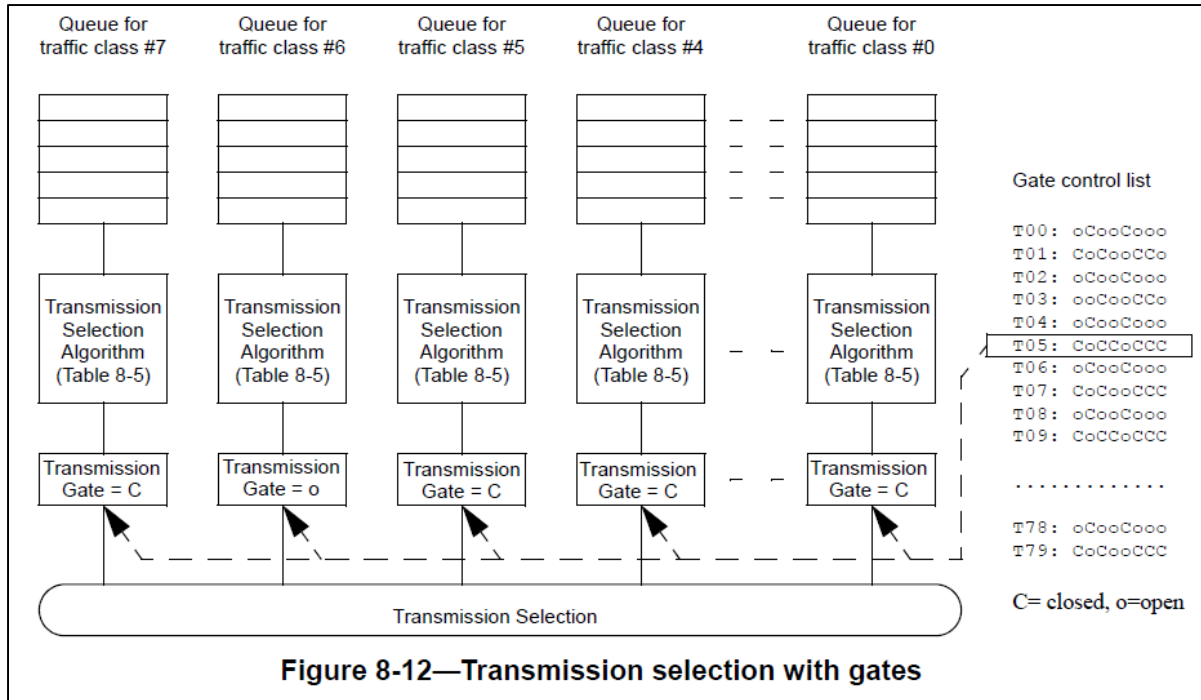 Queue for traffic class #7
Queue for traffic class #6
Queue for traffic class #5
Queue for traffic class #4
Queue for traffic class #0
Transmission Selection Algorithm (Table 8-5)
Transmission Selection Algorithm (Table 8-5)
Transmission Selection Algorithm (Table 8-5)
Transmission Selection Algorithm (Table 8-5)
Transmission Selection Algorithm (Table 8-5)
Transmission Gate = C
Transmission Gate = o
Transmission Gate = C
Transmission Gate = C
Transmission Gate = C
Transmission Selection
Gate control list
T00: oCooCooo
T01: CoCooCCo
T02: oCooCooo
T03: ooCooCCo
T04: oCooCooo
T05: CoCCoCCC
T06: oCooCooo
T07: CoCooCCC
T08: oCooCooo
T09: CoCCoCCC
.............
T78: oCooCooo
T79: CoCooCCC
C= closed, o=open
Figure 8-12—Transmission selection with gates